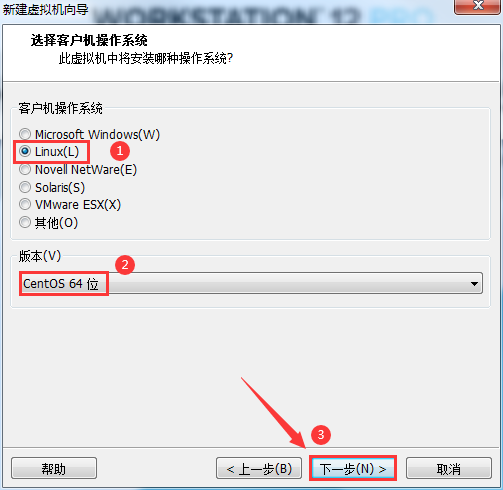 新建虚拟机向导
WORKSTATION 12 PRO
选择客户机操作系统
此虚拟机中将安装哪种操作系统?
客户机操作系统
Microsoft Windows(W)
Linux(L) 1
Novell NetWare(E)
Solaris(S)
VMware ESX(X)
其他(O)
版本(V) 2
CentOS 64 位
3
帮助 < 上一步(B) 下一步(N) > 取消